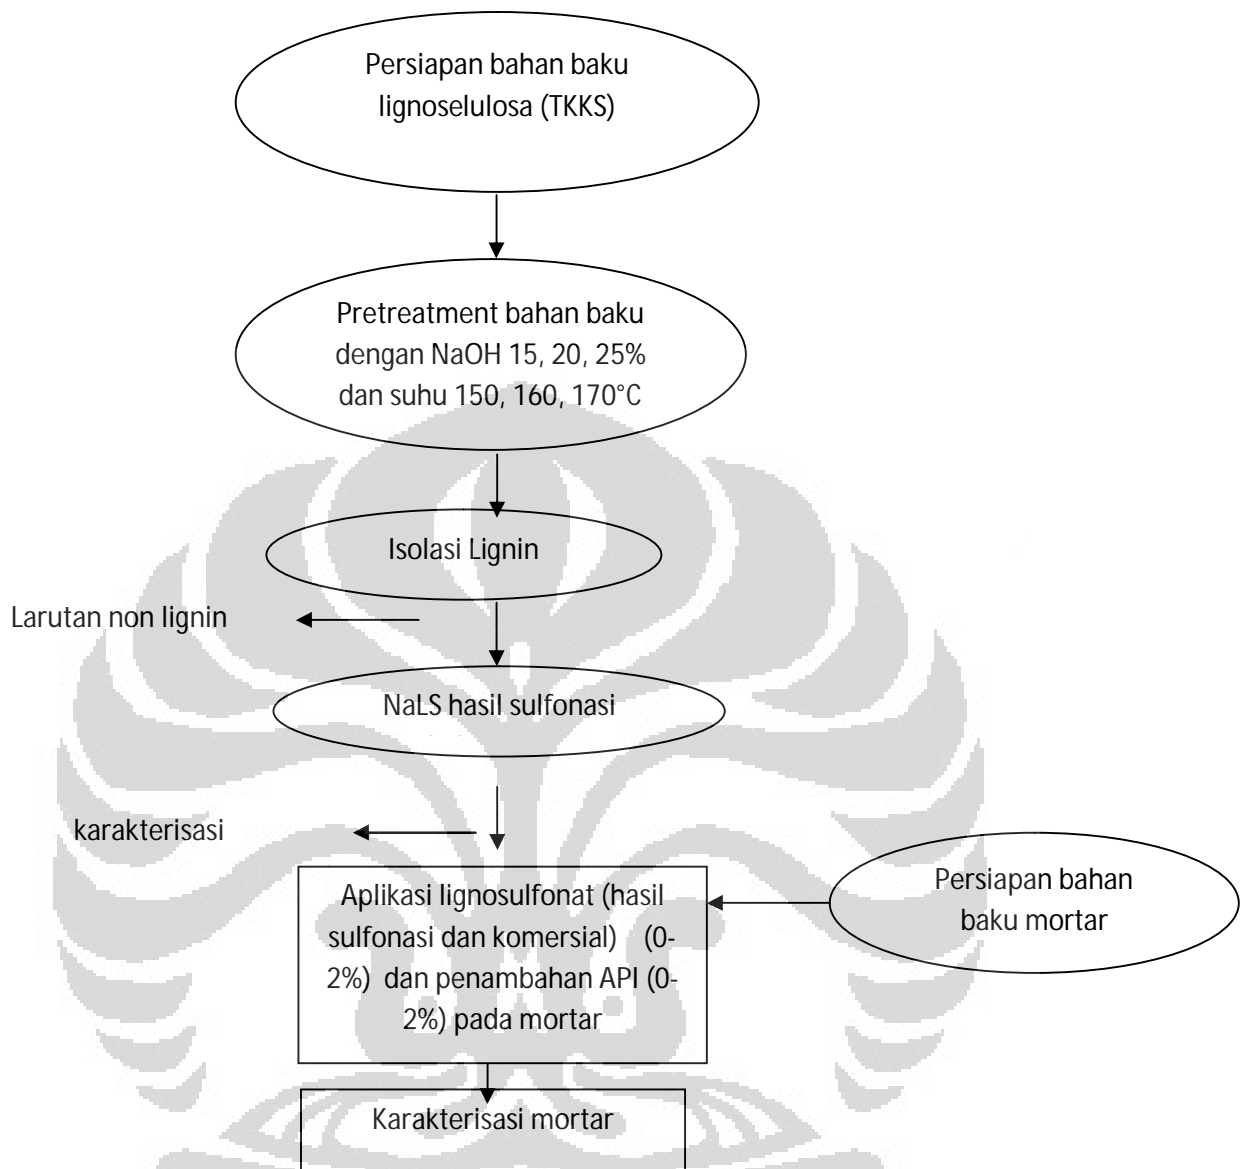 Persiapan bahan baku
lignoselulosa (TKKS)
Pretreatment bahan baku
dengan NaOH 15, 20, 25%
dan suhu 150, 160, 170°C
Isolasi Lignin
Larutan non lignin
NaLS hasil sulfonasi
karakterisasi
Aplikasi lignosulfonat (hasil
sulfonasi dan komersial) (0-
2%) dan penambahan API (0-
2%) pada mortar
Persiapan bahan
baku mortar
Karakterisasi mortar